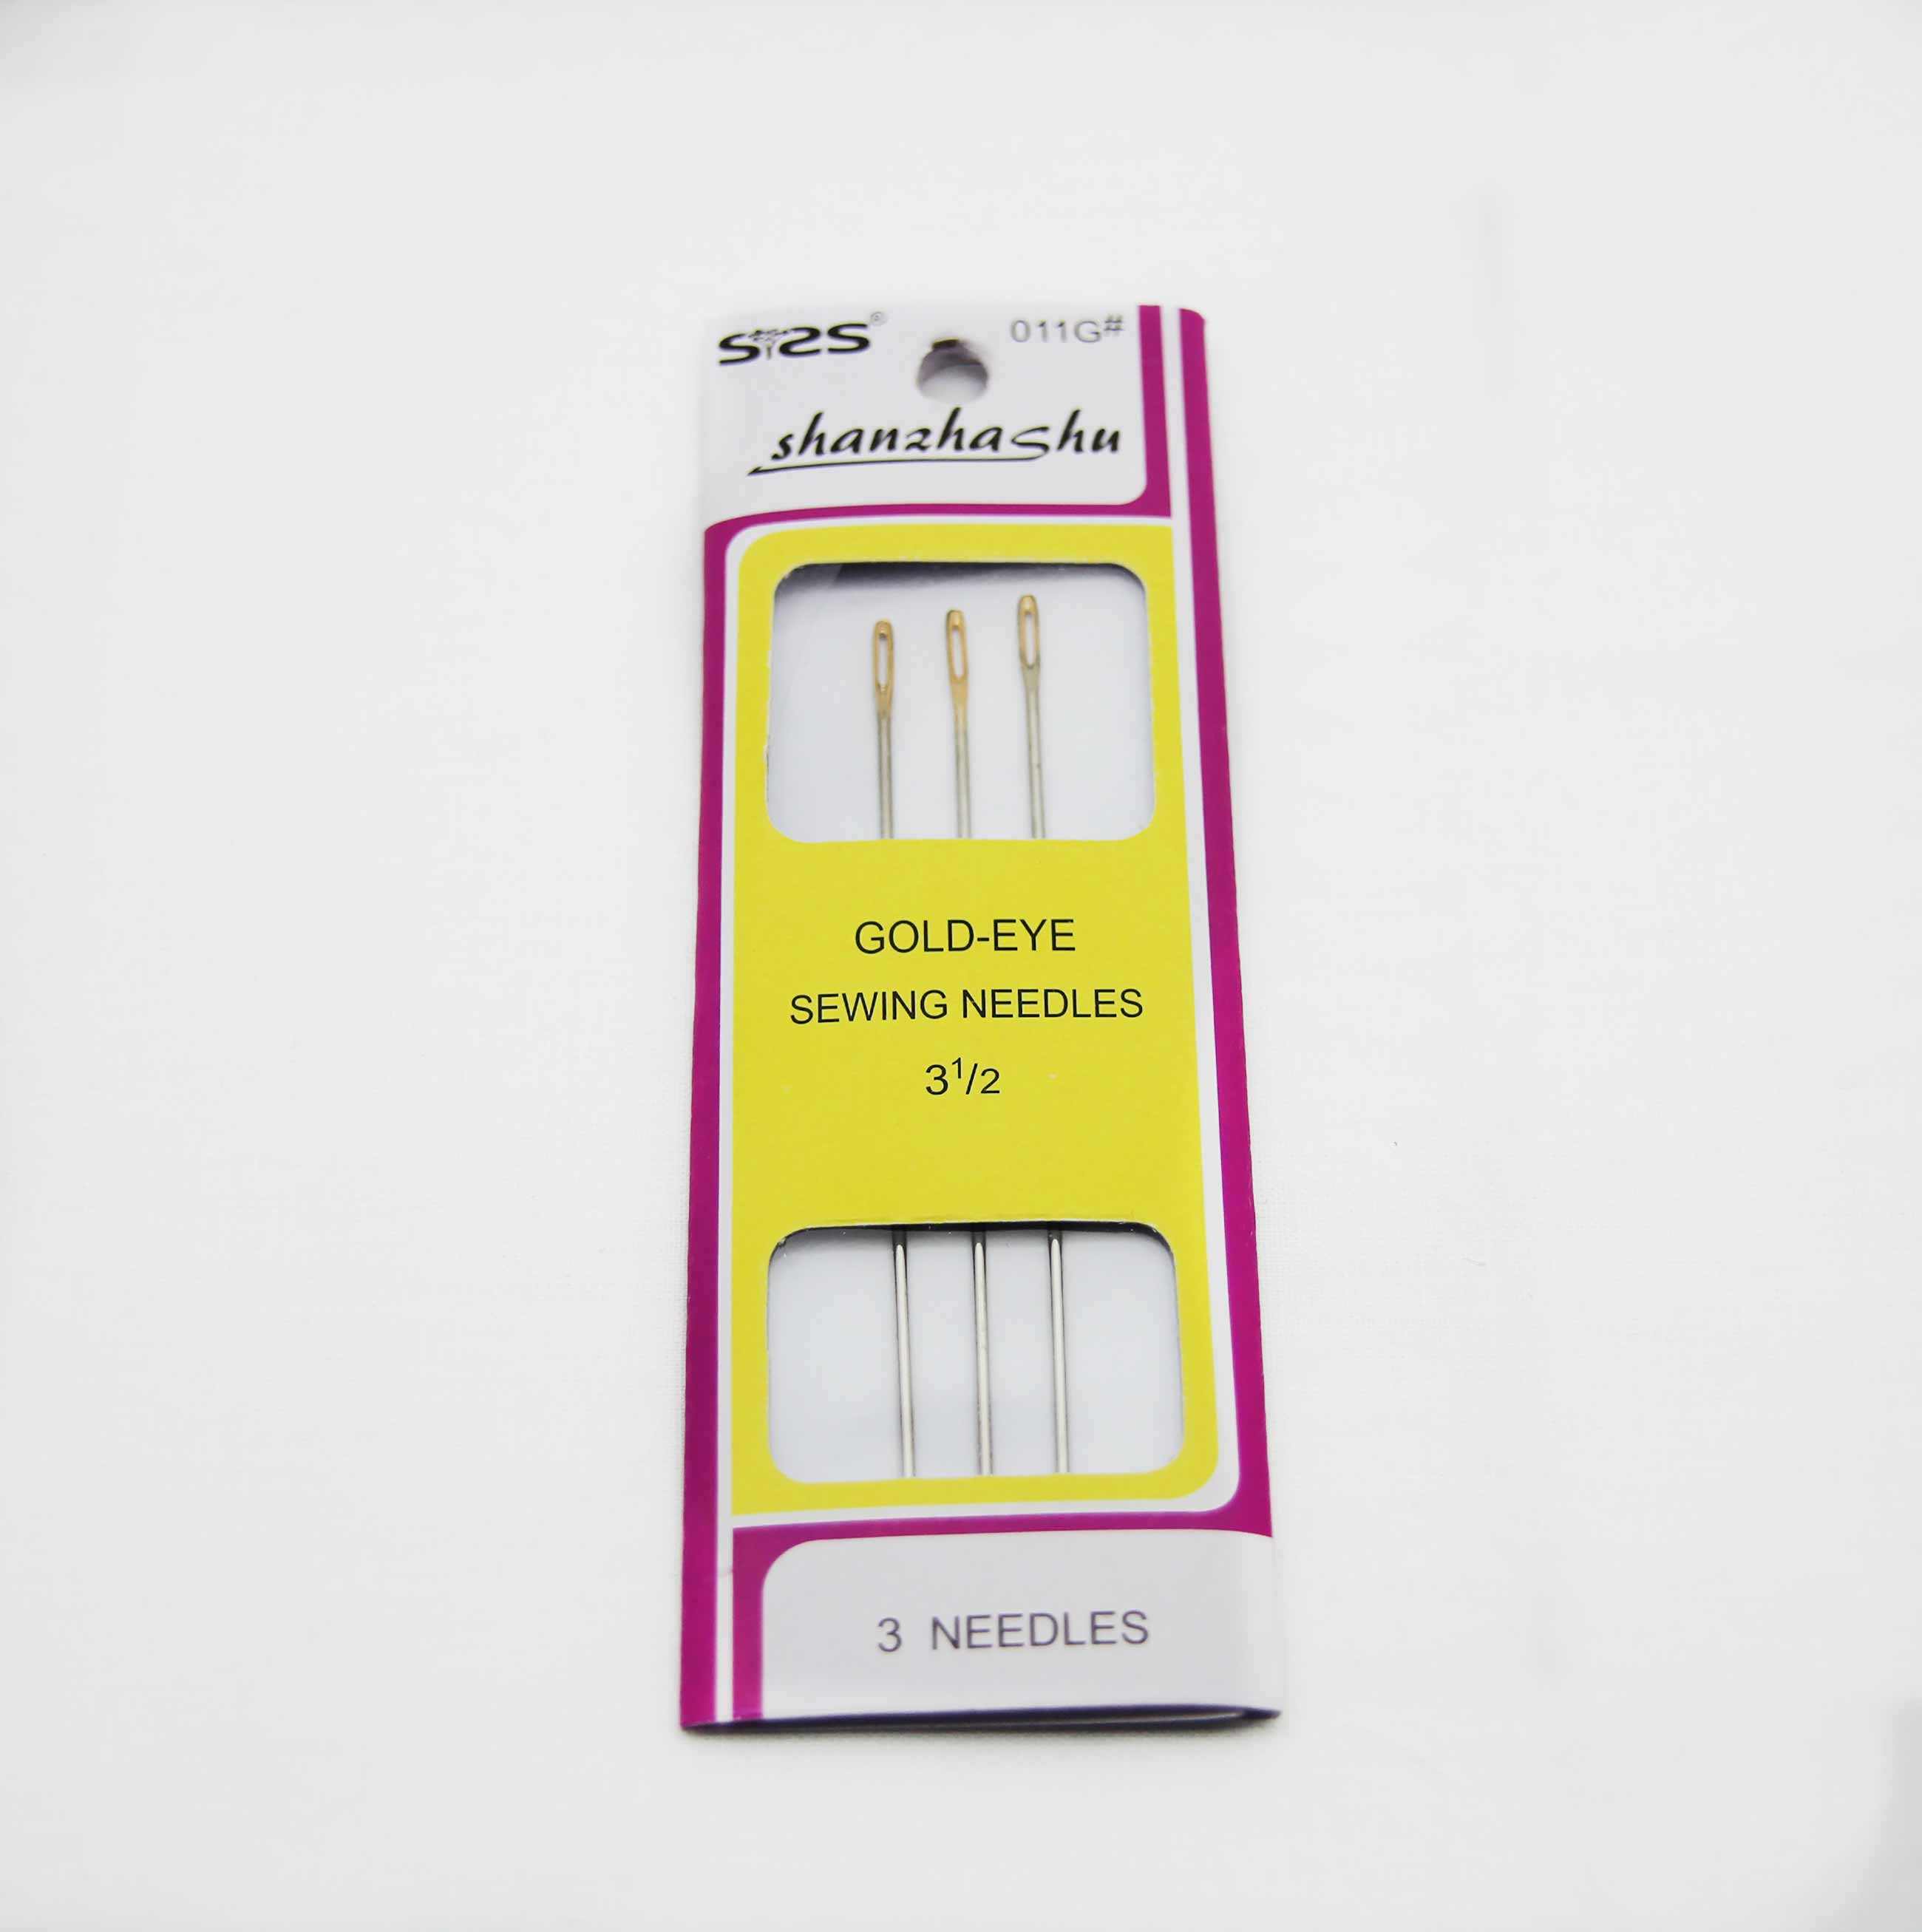 SZS® 011G#
shanzhashu
GOLD-EYE
SEWING NEEDLES
3 1/2
3 NEEDLES